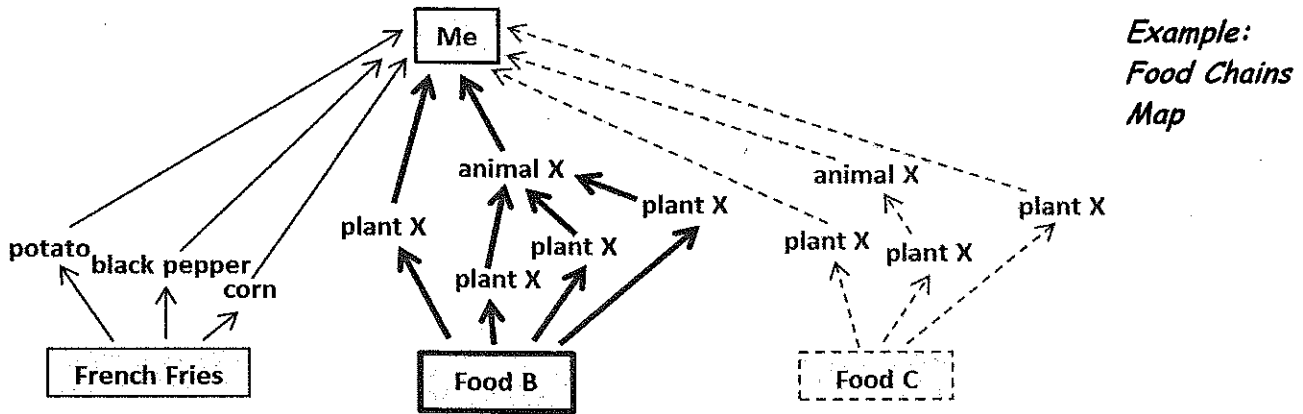 Me
Example:
Food Chains
Map
animal X
animal X
plant X
plant X
plant X
plant X
plant X
plant X
plant X
potato
black pepper
corn
French Fries
Food B
Food C